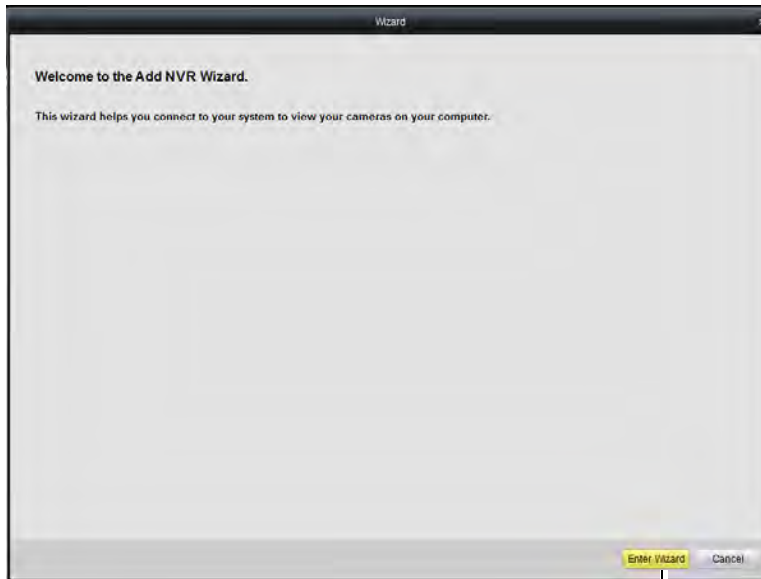 Wizard
Welcome to the Add NVR Wizard.
This wizard helps you connect to your system to view your cameras on your computer.
Enter Wizard
Cancel